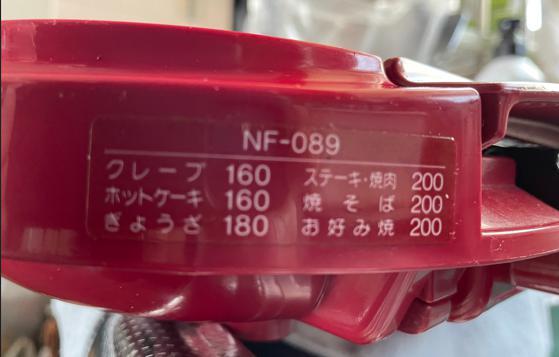 NF-089
クレープ 160 ステーキ・焼肉 200
ホットケーキ 160 焼そば 200
ぎょうざ 180 お好み焼 200